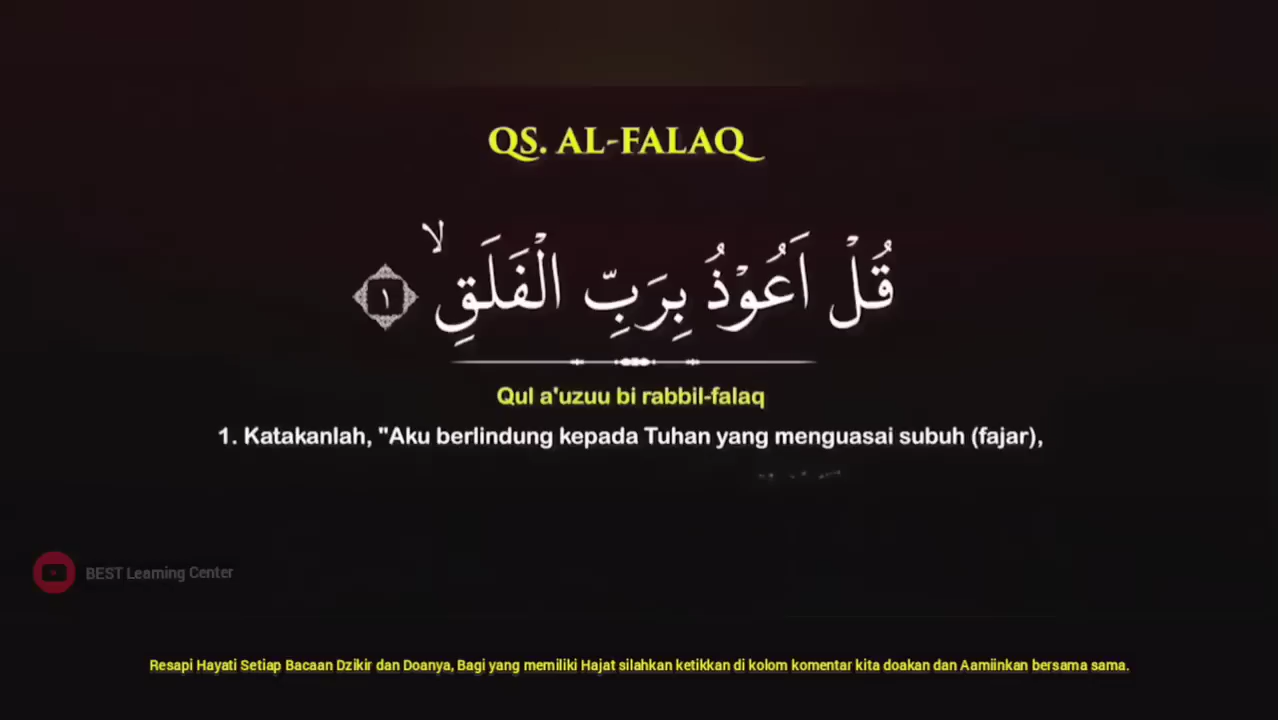 QS. AL-FALAQ
قُلْ اَعُوْذُ بِرَبِّ الْفَلَقِۙ ١
Qul a'uzuu bi rabbil-falaq
1. Katakanlah, "Aku berlindung kepada Tuhan yang menguasai subuh (fajar),
BEST Learning Center
Resapi Hayati Setiap Bacaan Dzikir dan Doanya, Bagi yang memiliki Hajat silahkan ketikkan di kolom komentar kita doakan dan Aamiinkan bersama sama.